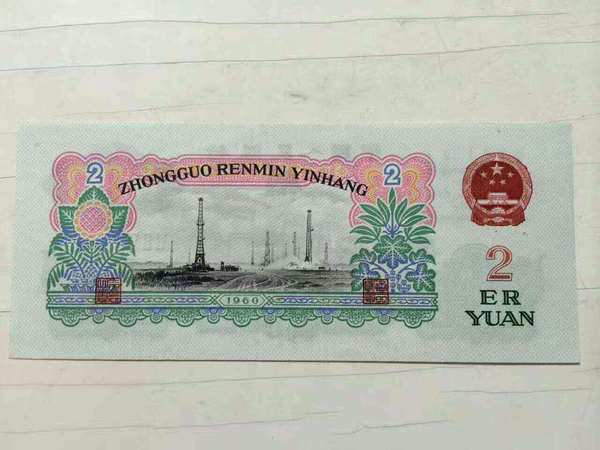 2
2
ZHONGGUO RENMIN YINHANG
1960
2
ER
YUAN